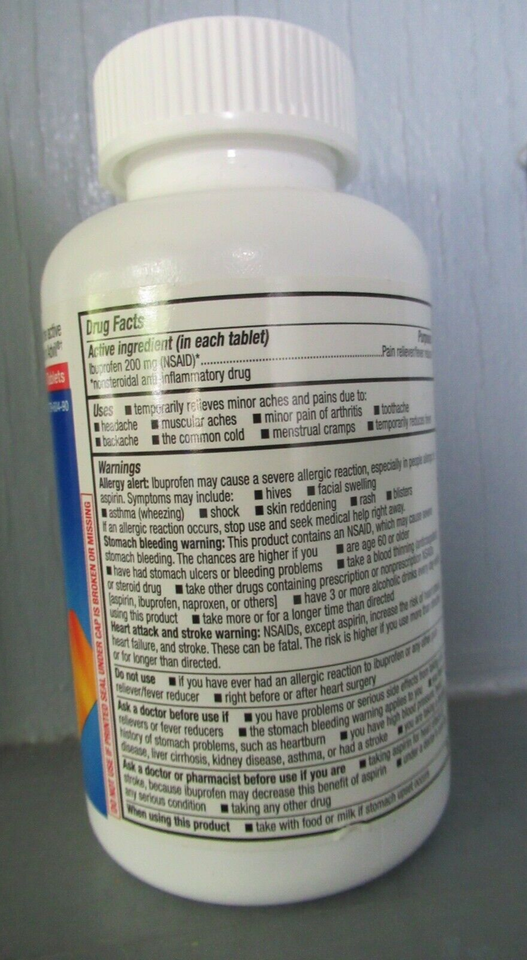 active
Advil®*
Tablets
DO NOT USE IF PRINTED SEAL UNDER CAP IS BROKEN OR MISSING
Drug Facts
Active ingredient (in each tablet)
Ibuprofen 200 mg (NSAID)*..............................Pain reliever/fever
*nonsteroidal anti-inflammatory drug
Uses ■ temporarily relieves minor aches and pains due to:
■ headache ■ muscular aches ■ minor pain of arthritis ■ toothache
■ backache ■ the common cold ■ menstrual cramps ■ temporarily reduces
Warnings
Allergy alert: Ibuprofen may cause a severe allergic reaction, especially in people
aspirin. Symptoms may include: ■ hives ■ facial swelling
■ asthma (wheezing) ■ shock ■ skin reddening ■ rash ■ blisters
If an allergic reaction occurs, stop use and seek medical help right away.
Stomach bleeding warning: This product contains an NSAID, which may cause
stomach bleeding. The chances are higher if you ■ are age 60 or older
■ have had stomach ulcers or bleeding problems ■ take a blood thinning
or steroid drug ■ take other drugs containing prescription or nonprescription
[aspirin, ibuprofen, naproxen, or others] ■ have 3 or more alcoholic drinks every
using this product ■ take more or for a longer time than directed
Heart attack and stroke warning: NSAIDs, except aspirin, increase the risk of
heart failure, and stroke. These can be fatal. The risk is higher if you use more
or for longer than directed.
Do not use ■ if you have ever had an allergic reaction to ibuprofen or any other
reliever/fever reducer ■ right before or after heart surgery
Ask a doctor before use if ■ you have problems or serious side effects from
relievers or fever reducers ■ the stomach bleeding warning applies to you
history of stomach problems, such as heartburn ■ you have high blood
disease, liver cirrhosis, kidney disease, asthma, or had a stroke ■ you are
Ask a doctor or pharmacist before use if you are ■ taking aspirin for heart
stroke, because ibuprofen may decrease this benefit of aspirin ■ under a
any serious condition ■ taking any other drug
When using this product ■ take with food or milk if stomach upset occurs